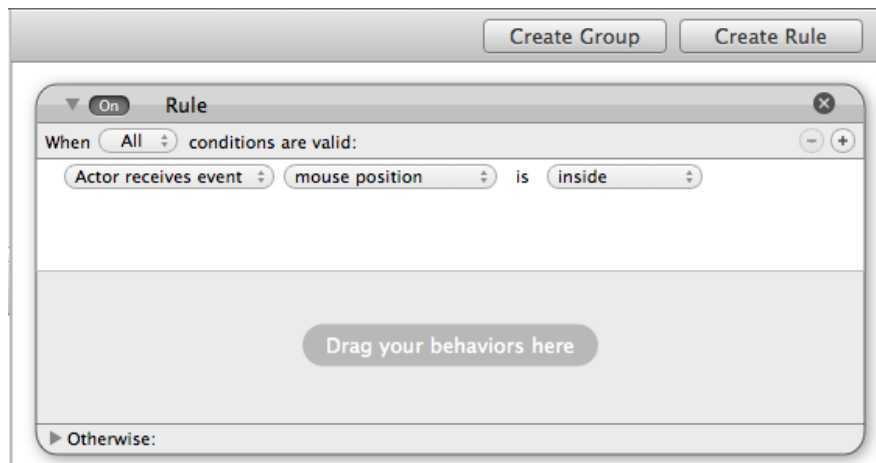 Create Group Create Rule
On Rule
When All conditions are valid:
Actor receives event mouse position is inside
Drag your behaviors here
Otherwise: